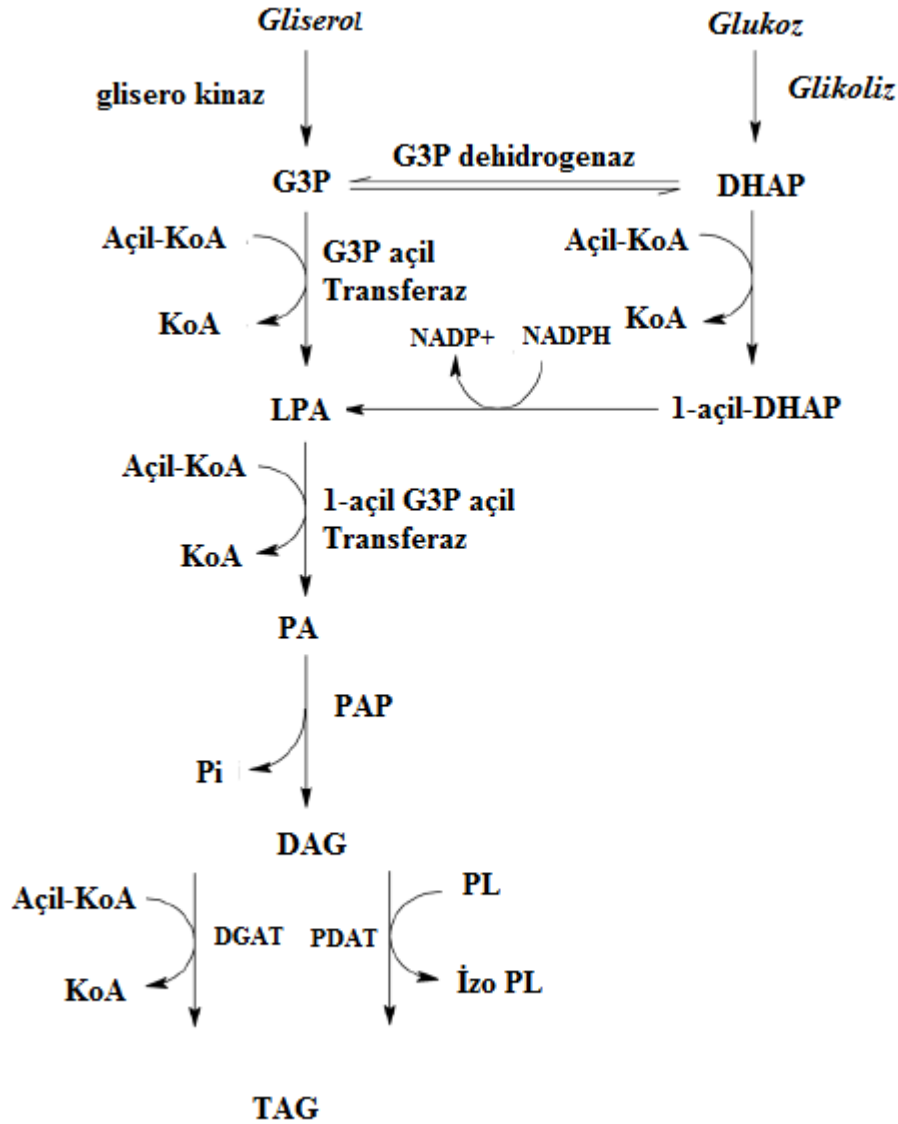 Gliserol
Glukoz
glisero kinaz
Glikoliz
G3P dehidrogenaz
G3P
DHAP
Açil-KoA
G3P açil
Transferaz
KoA
Açil-KoA
KoA
NADP+
NADPH
LPA
1-açil-DHAP
Açil-KoA
1-açil G3P açil
Transferaz
KoA
PA
PAP
Pi
DAG
Açil-KoA
DGAT
KoA
PDAT
PL
İzo PL
TAG